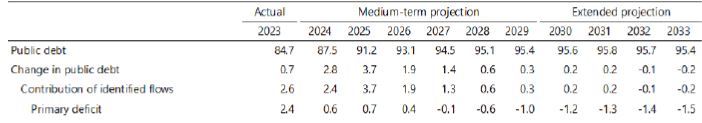 Actual Medium-term projection Extended projection
2023 2024 2025 2026 2027 2028 2029 2030 2031 2032 2033
Public debt 84.7 87.5 91.2 93.1 94.5 95.1 95.4 95.6 95.8 95.7 95.4
Change in public debt 0.7 2.8 3.7 1.9 1.4 0.6 0.3 0.2 0.2 -0.1 -0.2
Contribution of identified flows 2.6 2.4 3.7 1.9 1.3 0.6 0.3 0.2 0.2 -0.1 -0.2
Primary deficit 2.4 0.6 0.7 0.4 -0.1 -0.6 -1.0 -1.2 -1.3 -1.4 -1.5